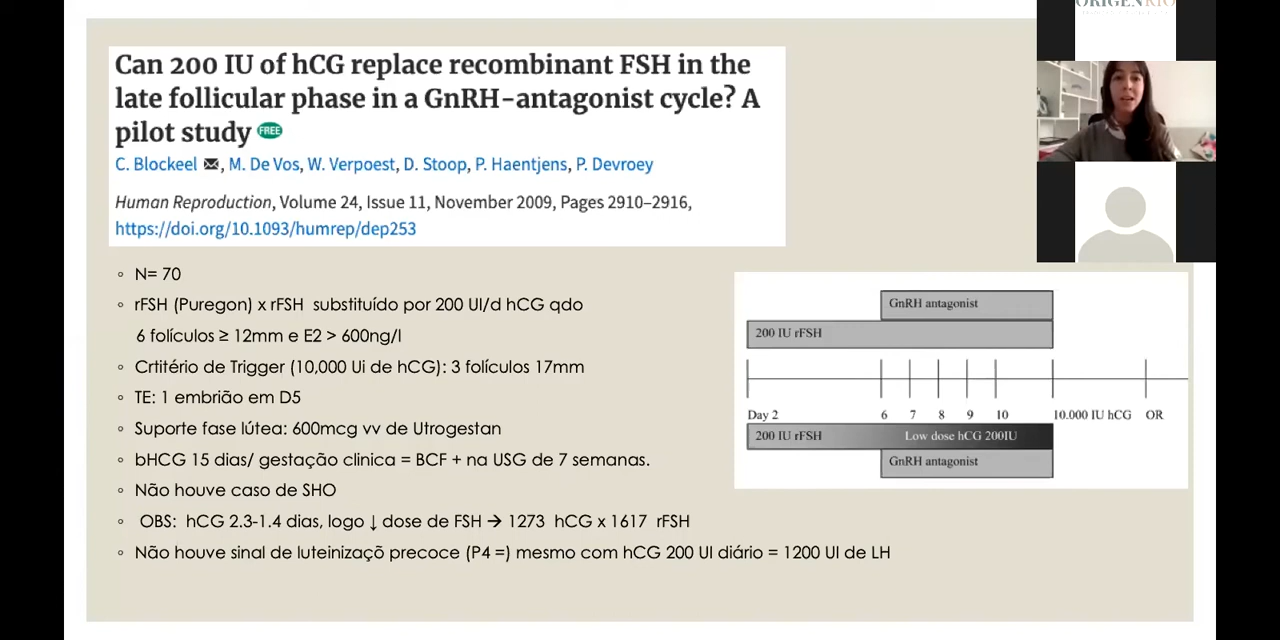 ORIGENRIO
Can 200 IU of hCG replace recombinant FSH in the
late follicular phase in a GnRH-antagonist cycle? A
pilot study FREE
C. Blockeel ✉, M. De Vos, W. Verpoest, D. Stoop, P. Haentjens, P. Devroey
Human Reproduction, Volume 24, Issue 11, November 2009, Pages 2910–2916,
https://doi.org/10.1093/humrep/dep253
◦ N= 70
◦ rFSH (Puregon) x rFSH substituído por 200 UI/d hCG qdo
6 folículos ≥ 12mm e E2 > 600ng/l
◦ Crtitério de Trigger (10,000 Ui de hCG): 3 folículos 17mm
◦ TE: 1 embrião em D5
◦ Suporte fase lútea: 600mcg vv de Utrogestan
◦ bHCG 15 dias/ gestação clinica = BCF + na USG de 7 semanas.
◦ Não houve caso de SHO
◦ OBS: hCG 2.3-1.4 dias, logo ↓ dose de FSH → 1273 hCG x 1617 rFSH
◦ Não houve sinal de luteinizaçõ precoce (P4 =) mesmo com hCG 200 UI diário = 1200 UI de LH
GnRH antagonist
200 IU rFSH
Day 2 6 7 8 9 10 10.000 IU hCG OR
200 IU rFSH Low dose hCG 200IU
GnRH antagonist